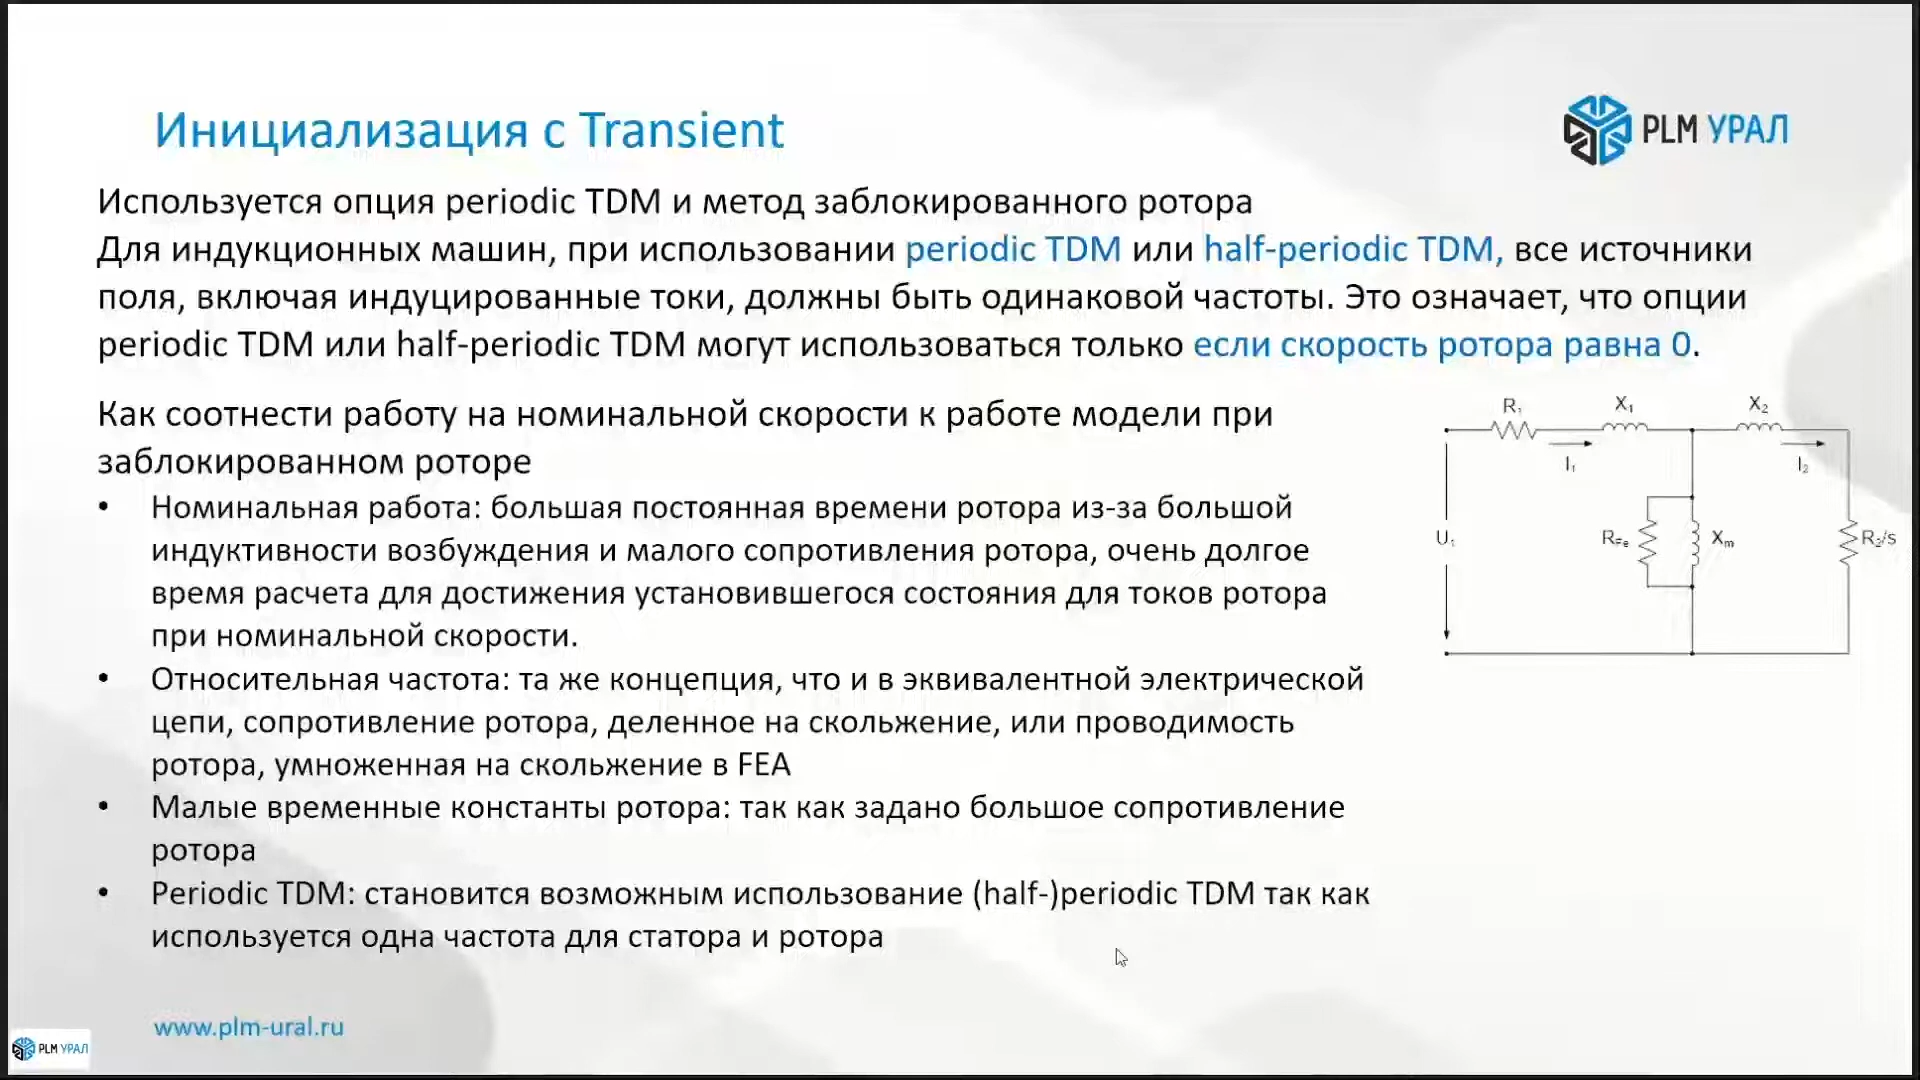 Инициализация с Transient
PLM УРАЛ
Используется опция periodic TDM и метод заблокированного ротора
Для индукционных машин, при использовании periodic TDM или half-periodic TDM, все источники
поля, включая индуцированные токи, должны быть одинаковой частоты. Это означает, что опции
periodic TDM или half-periodic TDM могут использоваться только если скорость ротора равна 0.
Как соотнести работу на номинальной скорости к работе модели при
заблокированном роторе
• Номинальная работа: большая постоянная времени ротора из-за большой
индуктивности возбуждения и малого сопротивления ротора, очень долгое
время расчета для достижения установившегося состояния для токов ротора
при номинальной скорости.
• Относительная частота: та же концепция, что и в эквивалентной электрической
цепи, сопротивление ротора, деленное на скольжение, или проводимость
ротора, умноженная на скольжение в FEA
• Малые временные константы ротора: так как задано большое сопротивление
ротора
• Periodic TDM: становится возможным использование (half-)periodic TDM так как
используется одна частота для статора и ротора
R₁ X₁ X₂
I₁ I₂
U₁ RFe Xm R₂/s
www.plm-ural.ru
PLM УРАЛ